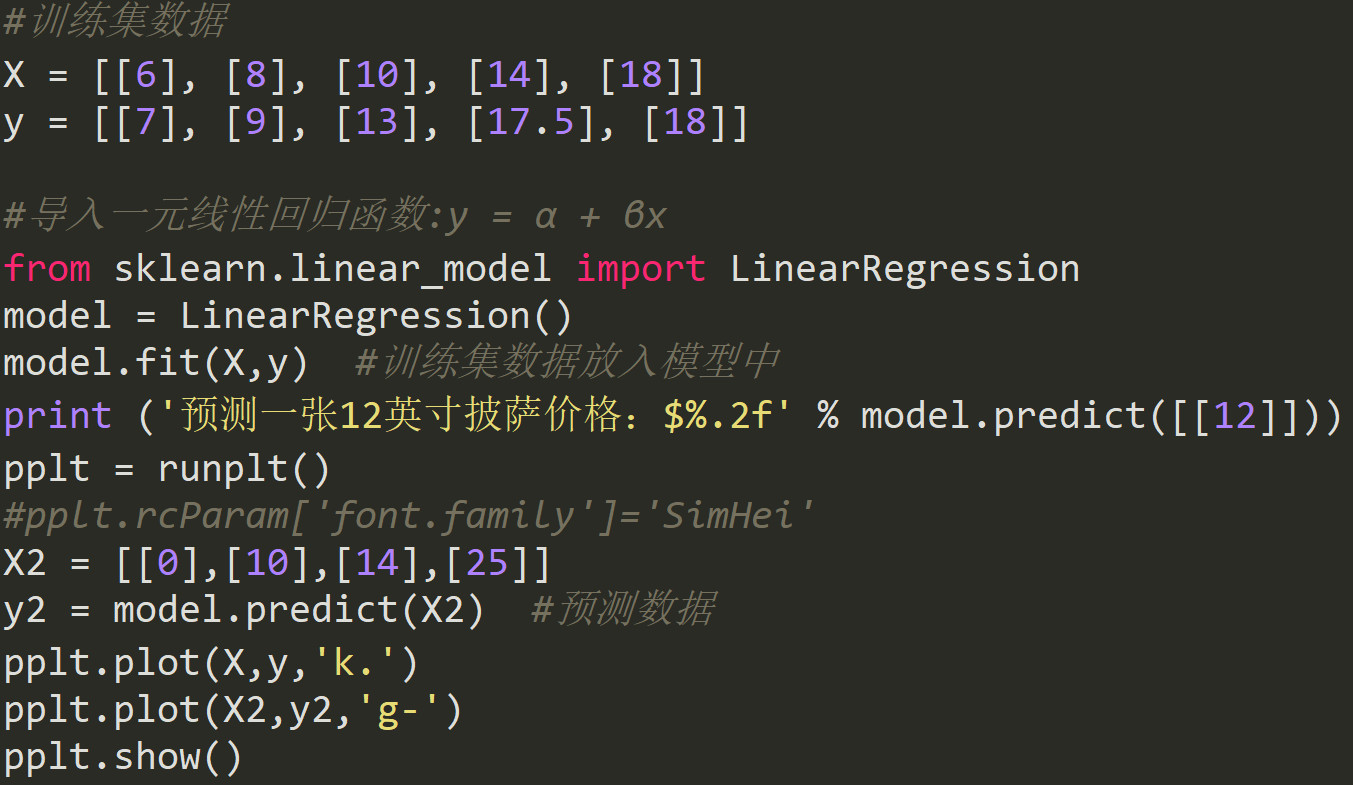 #训练集数据
X = [[6], [8], [10], [14], [18]]
y = [[7], [9], [13], [17.5], [18]]
#导入一元线性回归函数:y = α + βx
from sklearn.linear_model import LinearRegression
model = LinearRegression()
model.fit(X,y)  #训练集数据放入模型中
print ('预测一张12英寸披萨价格：$%.2f' % model.predict([[12]]))
pplt = runplt()
#pplt.rcParam['font.family']='SimHei'
X2 = [[0],[10],[14],[25]]
y2 = model.predict(X2)  #预测数据
pplt.plot(X,y,'k.')
pplt.plot(X2,y2,'g-')
pplt.show()